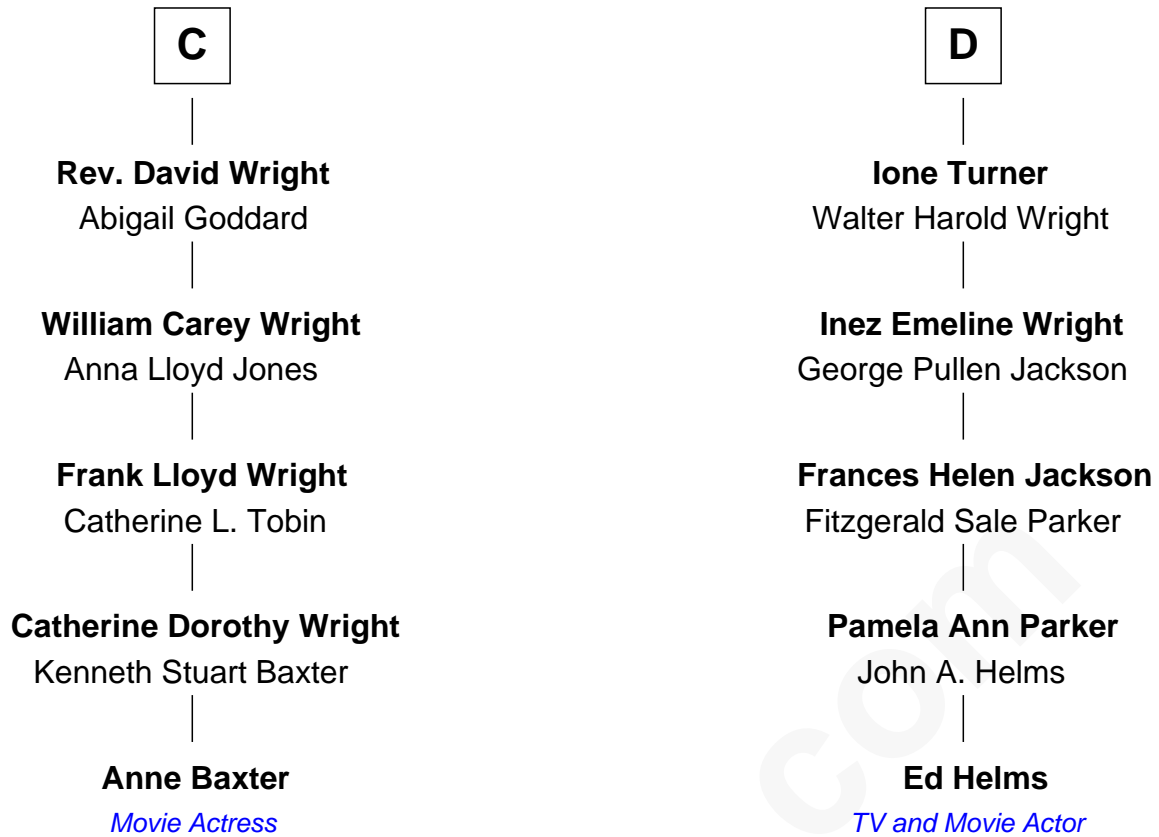 C
Rev. David Wright
Abigail Goddard
William Carey Wright
Anna Lloyd Jones
Frank Lloyd Wright
Catherine L. Tobin
Catherine Dorothy Wright
Kenneth Stuart Baxter
Anne Baxter
Movie Actress
D
Ione Turner
Walter Harold Wright
Inez Emeline Wright
George Pullen Jackson
Frances Helen Jackson
Fitzgerald Sale Parker
Pamela Ann Parker
John A. Helms
Ed Helms
TV and Movie Actor
com